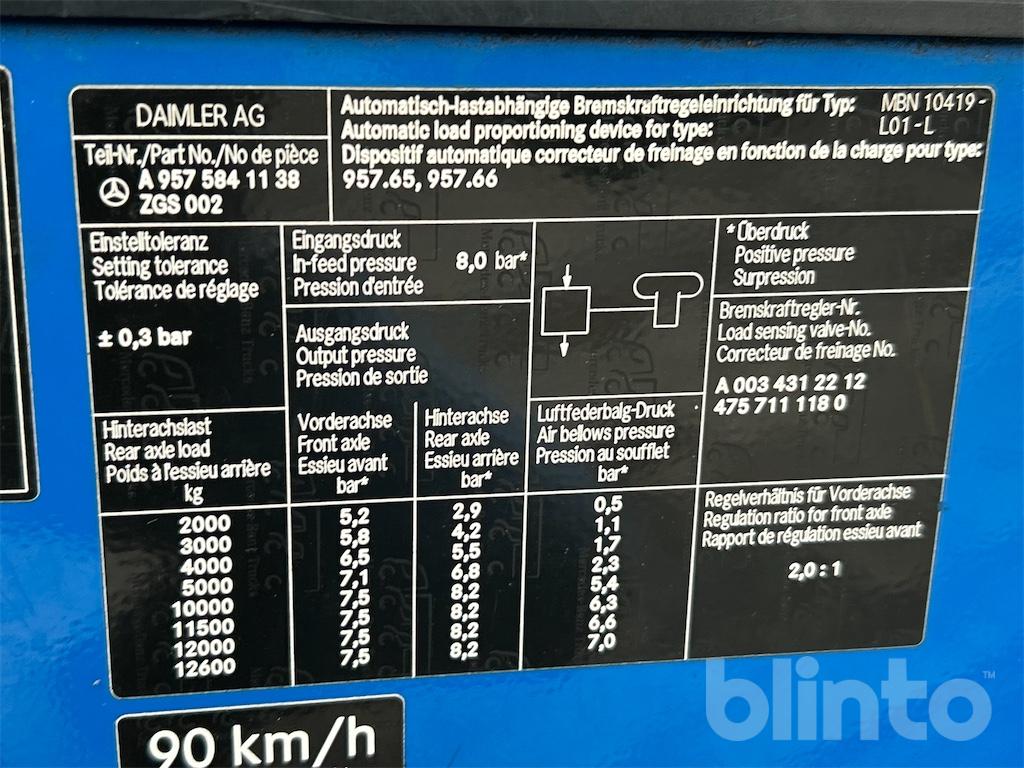 DAIMLER AG
Teil-Nr./Part No./No de pièce
A 957 584 11 38
ZGS 002
Automatisch-lastabhängige Bremskraftregeleinrichtung für Typ:
Automatic load proportioning device for type:
Dispositif automatique correcteur de freinage en fonction de la charge pour type:
957.65, 957.66
MBN 10419 -
L01 - L
Einstelltoleranz
Setting tolerance
Tolérance de réglage
± 0,3 bar
Eingangsdruck
In-feed pressure 8,0 bar*
Pression d'entrée
Ausgangsdruck
Output pressure
Pression de sortie
* Überdruck
Positive pressure
Surpression
Bremskraftregler-Nr.
Load sensing valve-No.
Correcteur de freinage No.
A 003 431 22 12
475 711 118 0
Hinterachslast
Rear axle load
Poids à l'essieu arrière
kg
Vorderachse
Front axle
Essieu avant
bar*
Hinterachse
Rear axle
Essieu arrière
bar*
Luftfederbalg-Druck
Air bellows pressure
Pression au soufflet
bar*
2000 5,2 2,9 0,5
3000 5,8 4,2 1,1
4000 6,5 5,5 1,7
5000 7,1 6,8 2,3
10000 7,5 8,2 5,4
11500 7,5 8,2 6,3
12000 7,5 8,2 6,6
12600 7,5 8,2 7,0
Regelverhältnis für Vorderachse
Regulation ratio for front axle
Rapport de régulation essieu avant
2,0 : 1
90 km/h
blinto™